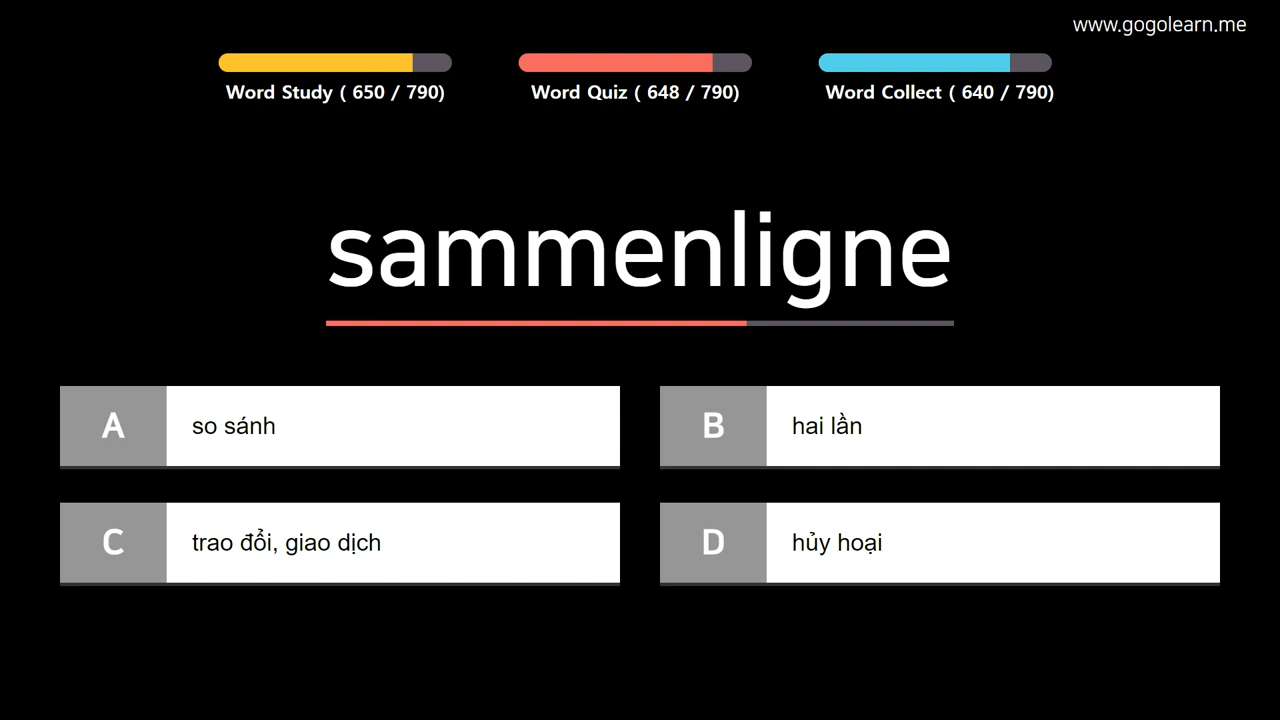 www.gogolearn.me
Word Study ( 650 / 790)
Word Quiz ( 648 / 790)
Word Collect ( 640 / 790)
sammenligne
A so sánh
B hai lần
C trao đổi, giao dịch
D hủy hoại